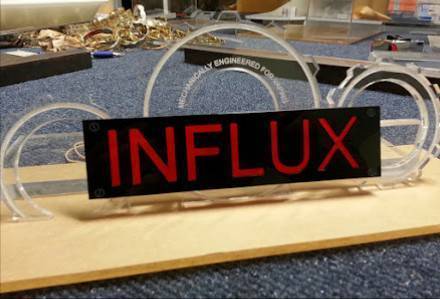 MECHANICALLY ENGINEERED FOR
INFLUX